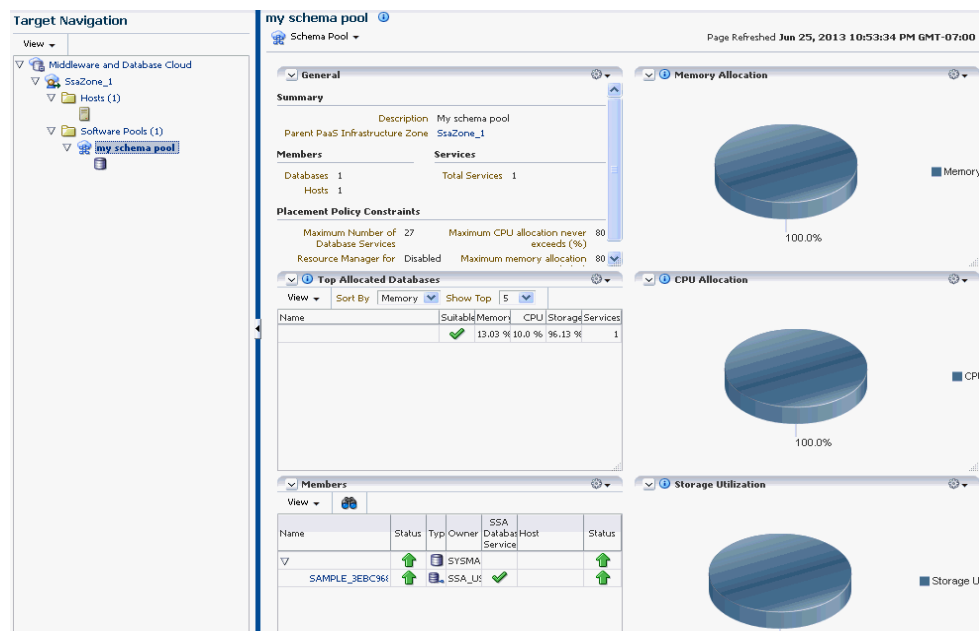 Target Navigation
View
Middleware and Database Cloud
SsaZone_1
Hosts (1)
Software Pools (1)
my schema pool
my schema pool
Schema Pool
Page Refreshed Jun 25, 2013 10:53:34 PM GMT-07:00
General
Summary
Description My schema pool
Parent PaaS Infrastructure Zone SsaZone_1
Members Services
Databases 1 Total Services 1
Hosts 1
Placement Policy Constraints
Maximum Number of Database Services 27 Maximum CPU allocation never exceeds (%) 80
Resource Manager for Disabled Maximum memory allocation 80
Top Allocated Databases
View Sort By Memory Show Top 5
Name Suitable Memory CPU Storage Services
13.03 % 10.0 % 96.13 % 1
Members
View
Name Status Typ Owner SSA Databas Service Host Status
SYSMA
SAMPLE_3EBC968 SSA_US
Memory Allocation
Memory
100.0%
CPU Allocation
CPU
100.0%
Storage Utilization
Storage U